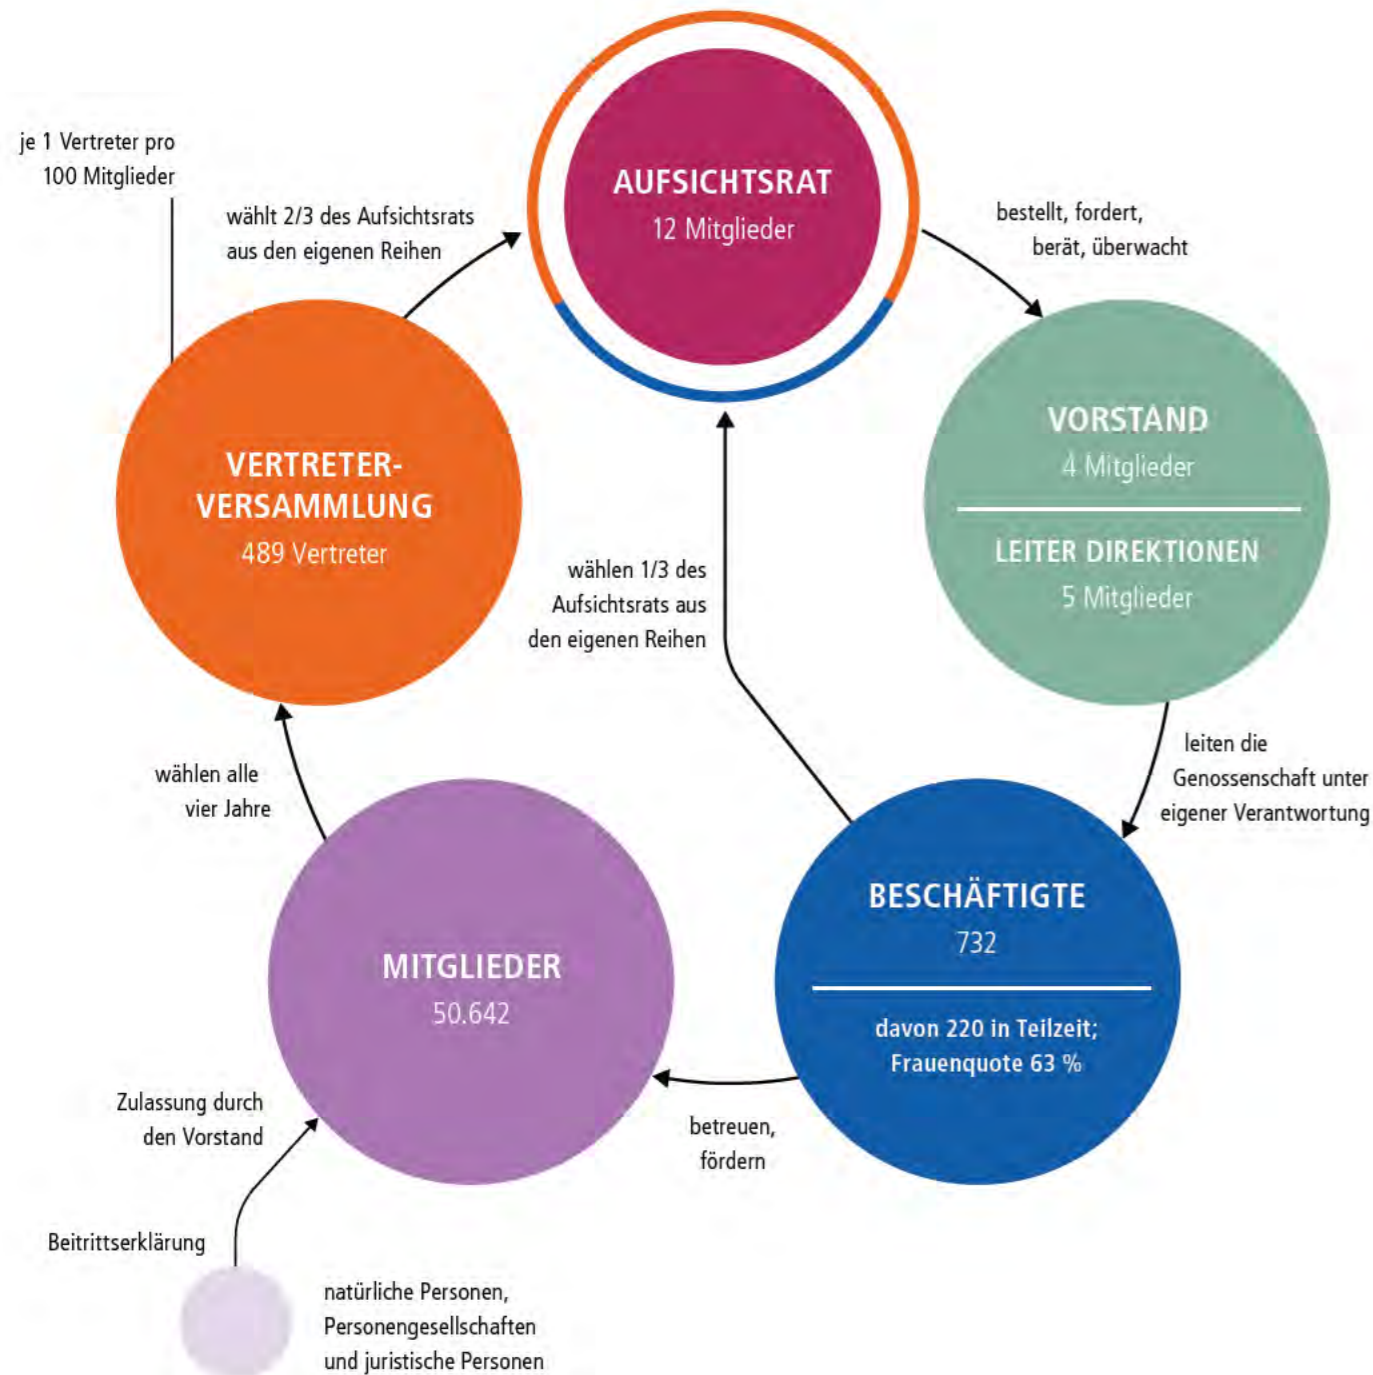 AUFSICHTSRAT
12 Mitglieder
je 1 Vertreter pro
100 Mitglieder
wählt 2/3 des Aufsichtsrats
aus den eigenen Reihen
bestellt, fordert,
berät, überwacht
VERTRETER-
VERSAMMLUNG
489 Vertreter
VORSTAND
4 Mitglieder
LEITER DIREKTIONEN
5 Mitglieder
wählen 1/3 des
Aufsichtsrats aus
den eigenen Reihen
wählen alle
vier Jahre
leiten die
Genossenschaft unter
eigener Verantwortung
MITGLIEDER
50.642
BESCHÄFTIGTE
732
davon 220 in Teilzeit;
Frauenquote 63 %
betreuen,
fördern
Zulassung durch
den Vorstand
Beitrittserklärung
natürliche Personen,
Personengesellschaften
und juristische Personen